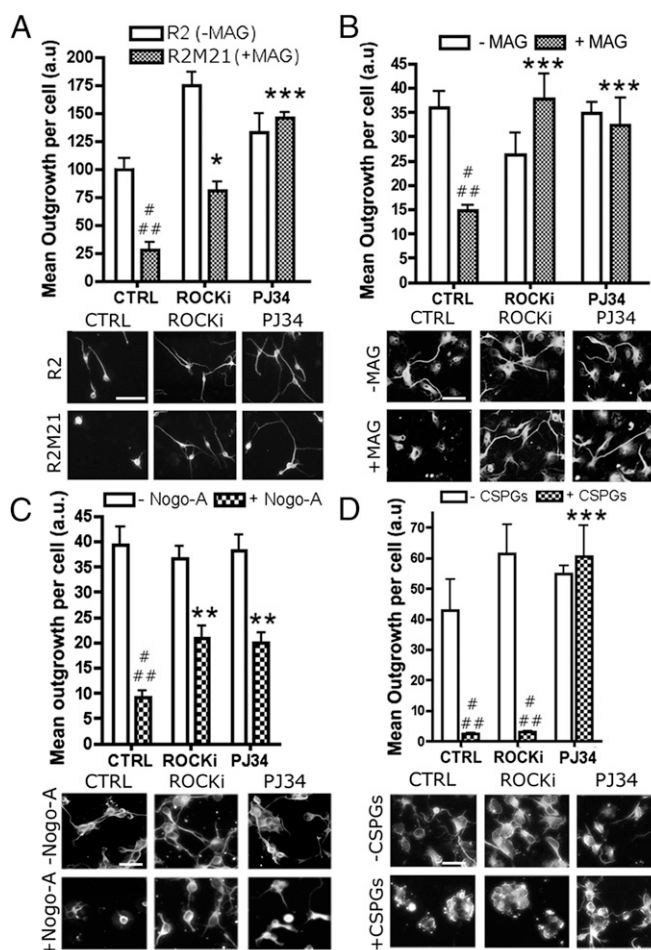 A
R2 (-MAG)
R2M21 (+MAG)
Mean Outgrowth per cell (a.u)
200
175
150
125
100
75
50
25
0
#
##
*
***
CTRL ROCKi PJ34
CTRL ROCKi PJ34
R2
R2M21
B
- MAG + MAG
Mean Outgrowth per cell (a.u)
45
40
35
30
25
20
15
10
5
0
#
##
***
***
CTRL ROCKi PJ34
CTRL ROCKi PJ34
-MAG
+MAG
C
- Nogo-A + Nogo-A
Mean outgrowth per cell (a.u.)
45
40
35
30
25
20
15
10
5
0
#
##
**
**
CTRL ROCKi PJ34
CTRL ROCKi PJ34
-Nogo-A
+Nogo-A
D
- CSPGs + CSPGs
Mean Outgrowth per cell (a.u)
70
60
50
40
30
20
10
0
#
##
#
##
***
CTRL ROCKi PJ34
CTRL ROCKi PJ34
-CSPGs
+CSPGs